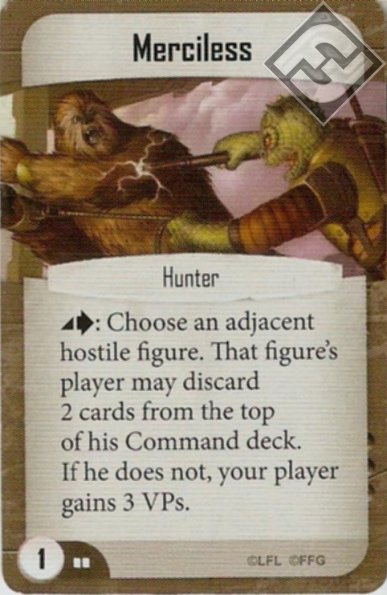 Merciless
Hunter
: Choose an adjacent
hostile figure. That figure's
player may discard
2 cards from the top
of his Command deck.
If he does not, your player
gains 3 VPs.
1
©LFL ©FFG